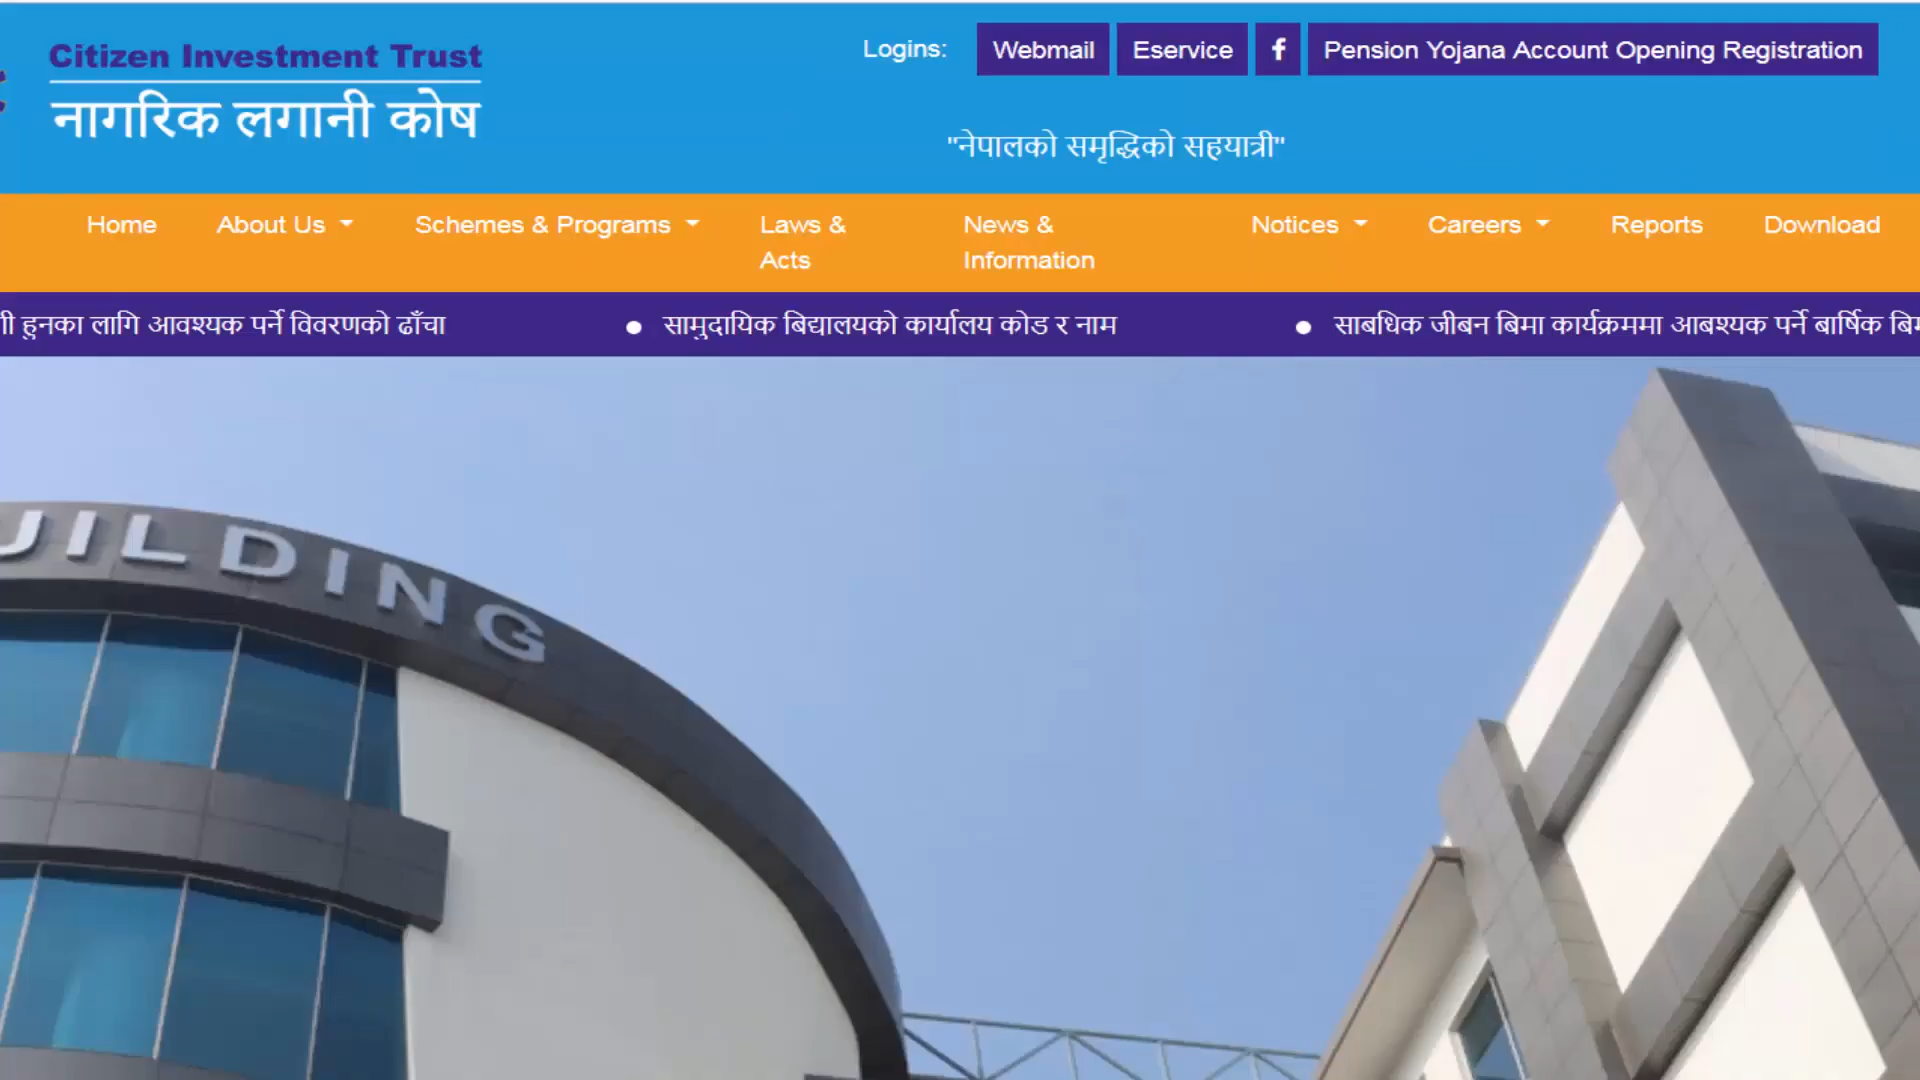 Citizen Investment Trust
नागरिक लगानी कोष
Logins: Webmail Eservice f Pension Yojana Account Opening Registration
"नेपालको समृद्धिको सहयात्री"
Home About Us Schemes & Programs Laws & Acts News & Information Notices Careers Reports Download
हुनका लागि आवश्यक पर्ने विवरणको ढाँचा
सामुदायिक बिद्यालयको कार्यालय कोड र नाम
साबधिक जीबन बिमा कार्यक्रममा आबश्यक पर्ने बार्षिक
UILDING